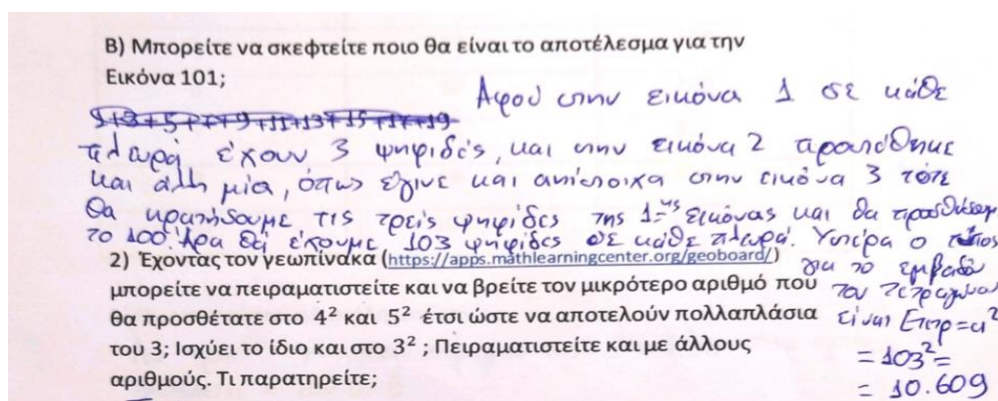 Β) Μπορείτε να σκεφτείτε ποιο θα είναι το αποτέλεσμα για την
Εικόνα 101;
Αφού στην εικόνα 1 σε κάθε
1+3+5+7+9+11+13+15+17+19
πλευρά έχουν 3 ψηφίδες, και στην εικόνα 2 προστέθηκε
και άλλη μία, όπως έγινε και αντίστοιχα στην εικόνα 3 τότε
θα κρατήσουμε τις τρείς ψηφίδες της 1ης εικόνας και θα προσθέσουμε
το 100. Άρα θα έχουμε 103 ψηφίδες σε κάθε πλευρά. Ύστερα ο τύπος
για το εμβαδό
του τετραγώνου
είναι Ετετρ=α²
= 103²=
= 10.609
2) Έχοντας τον γεωπίνακα (https://apps.mathlearningcenter.org/geoboard/)
μπορείτε να πειραματιστείτε και να βρείτε τον μικρότερο αριθμό που
θα προσθέτατε στο 4² και 5² έτσι ώστε να αποτελούν πολλαπλάσια
του 3; Ισχύει το ίδιο και στο 3² ; Πειραματιστείτε και με άλλους
αριθμούς. Τι παρατηρείτε;